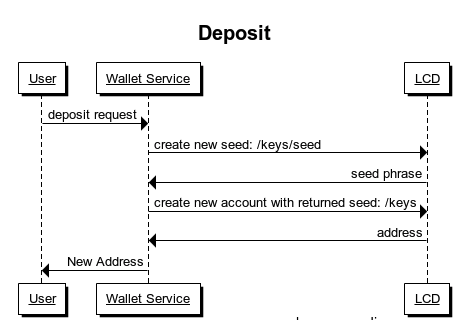 Deposit
User
Wallet Service
LCD
deposit request
create new seed: /keys/seed
seed phrase
create new account with returned seed: /keys
address
New Address
User
Wallet Service
LCD